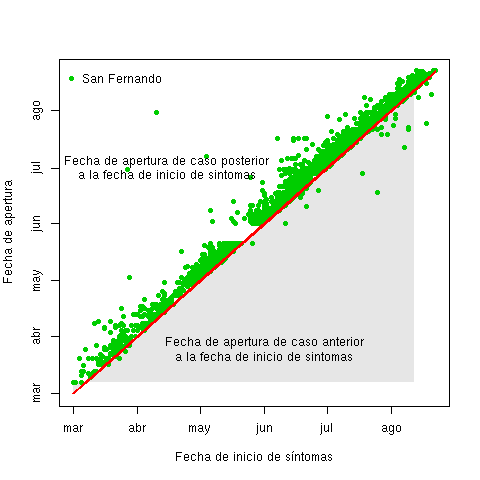 San Fernando
Fecha de apertura de caso posterior
a la fecha de inicio de sintomas
Fecha de apertura de caso anterior
a la fecha de inicio de sintomas
Fecha de apertura
mar
abr
may
jun
jul
ago
mar
abr
may
jun
jul
ago
Fecha de inicio de síntomas